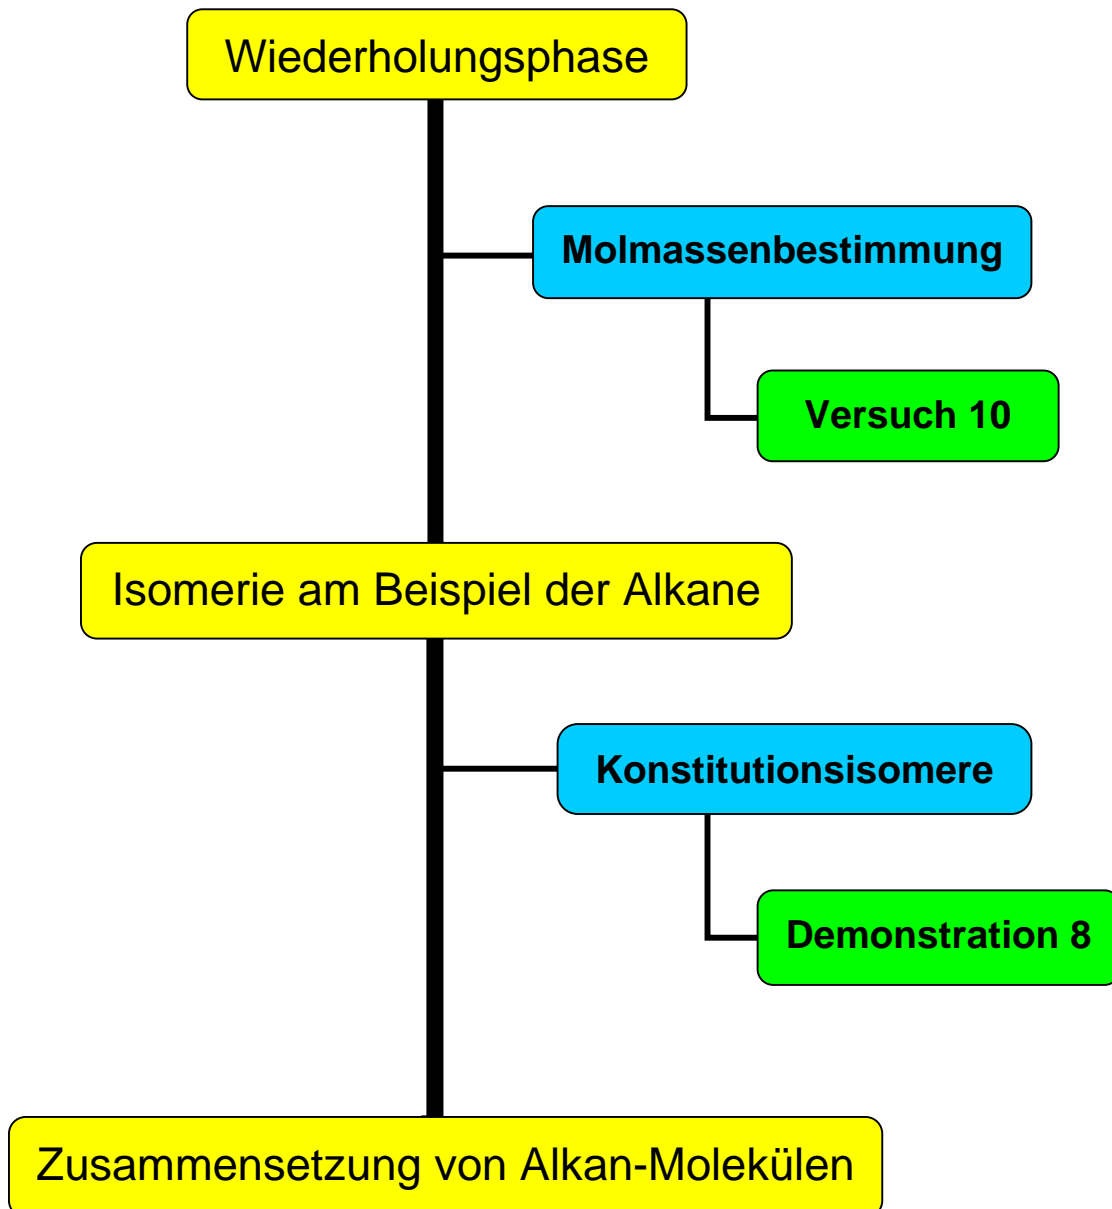 Wiederholungsphase
Molmassenbestimmung
Versuch 10
Isomerie am Beispiel der Alkane
Konstitutionsisomere
Demonstration 8
Zusammensetzung von Alkan-Molekülen